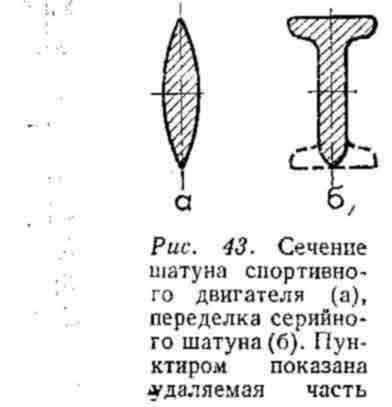 а
б,
Рис. 43. Сечение
шатуна спортивно-
го двигателя (а),
переделка серийно-
го шатуна (б). Пун-
ктиром показана
удаляемая часть